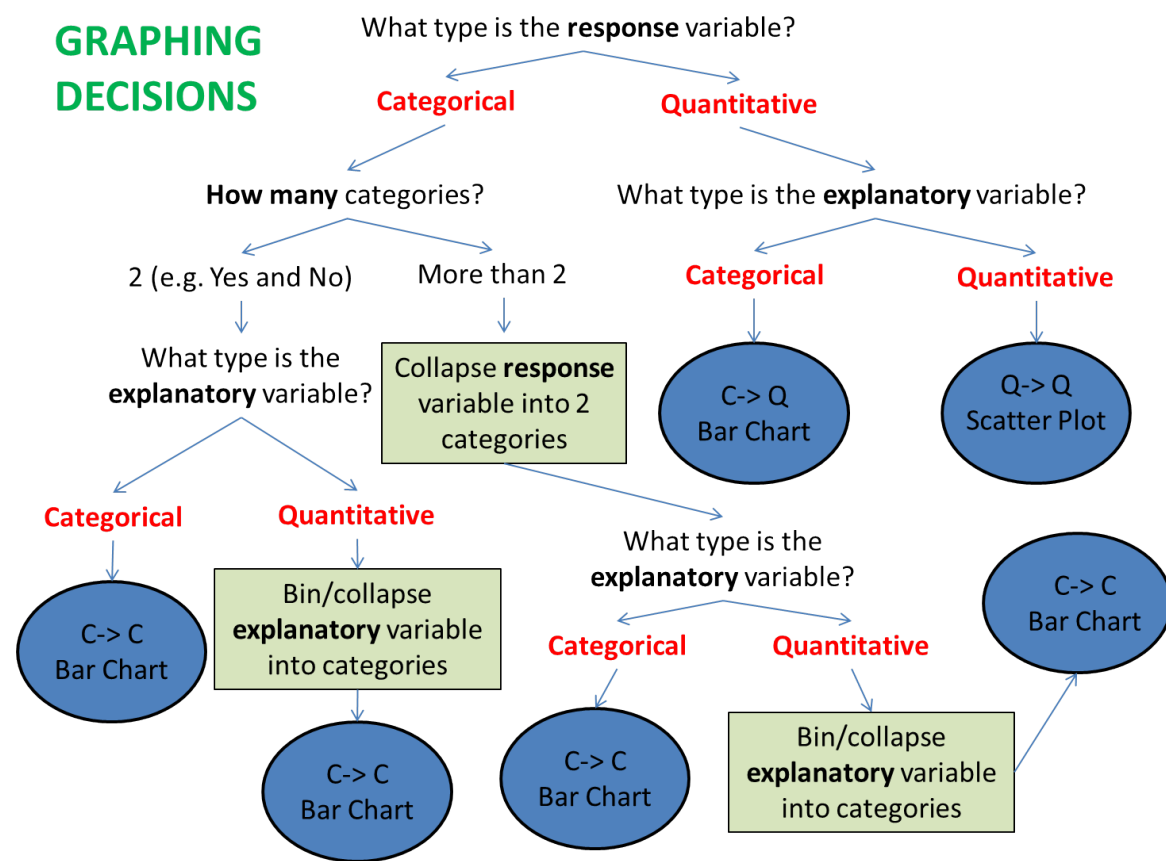 GRAPHING
DECISIONS
What type is the response variable?
Categorical
Quantitative
How many categories?
What type is the explanatory variable?
2 (e.g. Yes and No)
More than 2
Categorical
Quantitative
What type is the
explanatory variable?
Collapse response
variable into 2
categories
C-> Q
Bar Chart
Q-> Q
Scatter Plot
Categorical
Quantitative
What type is the
explanatory variable?
C-> C
Bar Chart
Bin/collapse
explanatory variable
into categories
C-> C
Bar Chart
Categorical
Quantitative
C-> C
Bar Chart
C-> C
Bar Chart
Bin/collapse
explanatory variable
into categories